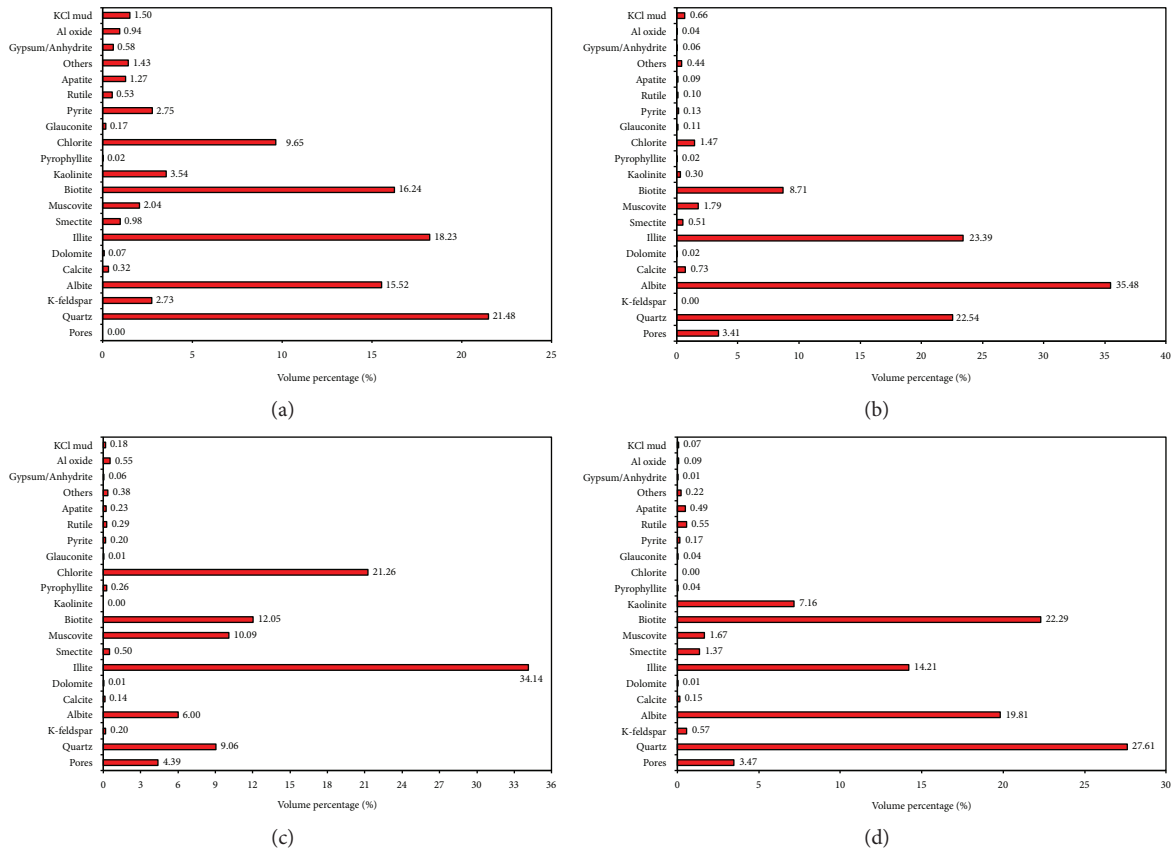 KCl mud 1.50
Al oxide 0.94
Gypsum/Anhydrite 0.58
Others 1.43
Apatite 1.27
Rutile 0.53
Pyrite 2.75
Glauconite 0.17
Chlorite 9.65
Pyrophyllite 0.02
Kaolinite 3.54
Biotite 16.24
Muscovite 2.04
Smectite 0.98
Illite 18.23
Dolomite 0.07
Calcite 0.32
Albite 15.52
K-feldspar 2.73
Quartz 21.48
Pores 0.00
0 5 10 15 20 25
Volume percentage (%)
(a)
KCl mud 0.66
Al oxide 0.04
Gypsum/Anhydrite 0.06
Others 0.44
Apatite 0.09
Rutile 0.10
Pyrite 0.13
Glauconite 0.11
Chlorite 1.47
Pyrophyllite 0.02
Kaolinite 0.30
Biotite 8.71
Muscovite 1.79
Smectite 0.51
Illite 23.39
Dolomite 0.02
Calcite 0.73
Albite 35.48
K-feldspar 0.00
Quartz 22.54
Pores 3.41
0 5 10 15 20 25 30 35 40
Volume percentage (%)
(b)
KCl mud 0.18
Al oxide 0.55
Gypsum/Anhydrite 0.06
Others 0.38
Apatite 0.23
Rutile 0.29
Pyrite 0.20
Glauconite 0.01
Chlorite 21.26
Pyrophyllite 0.26
Kaolinite 0.00
Biotite 12.05
Muscovite 10.09
Smectite 0.50
Illite 34.14
Dolomite 0.01
Calcite 0.14
Albite 6.00
K-feldspar 0.20
Quartz 9.06
Pores 4.39
0 3 6 9 12 15 18 21 24 27 30 33 36
Volume percentage (%)
(c)
KCl mud 0.07
Al oxide 0.09
Gypsum/Anhydrite 0.01
Others 0.22
Apatite 0.49
Rutile 0.55
Pyrite 0.17
Glauconite 0.04
Chlorite 0.00
Pyrophyllite 0.04
Kaolinite 7.16
Biotite 22.29
Muscovite 1.67
Smectite 1.37
Illite 14.21
Dolomite 0.01
Calcite 0.15
Albite 19.81
K-feldspar 0.57
Quartz 27.61
Pores 3.47
0 5 10 15 20 25 30
Volume percentage (%)
(d)